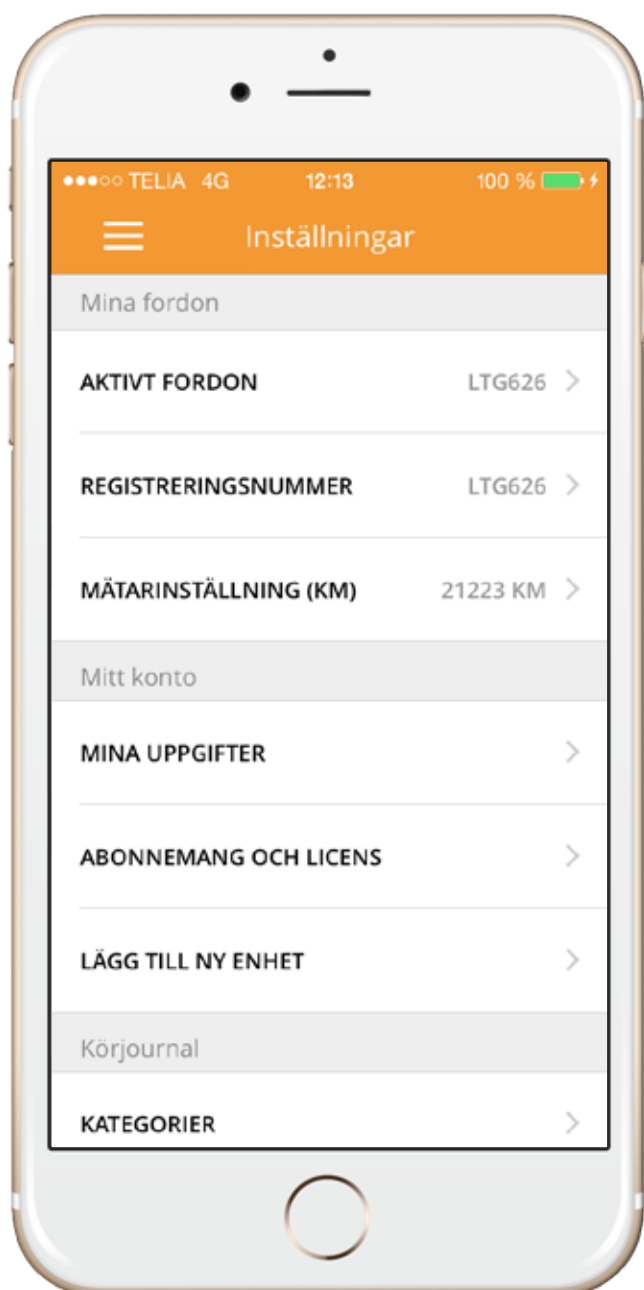 TELIA 4G 12:13 100 %
Inställningar
Mina fordon
AKTIVT FORDON LTG626
REGISTRERINGSNUMMER LTG626
MÄTARINSTÄLLNING (KM) 21223 KM
Mitt konto
MINA UPPGIFTER
ABONNEMANG OCH LICENS
LÄGG TILL NY ENHET
Körjournal
KATEGORIER